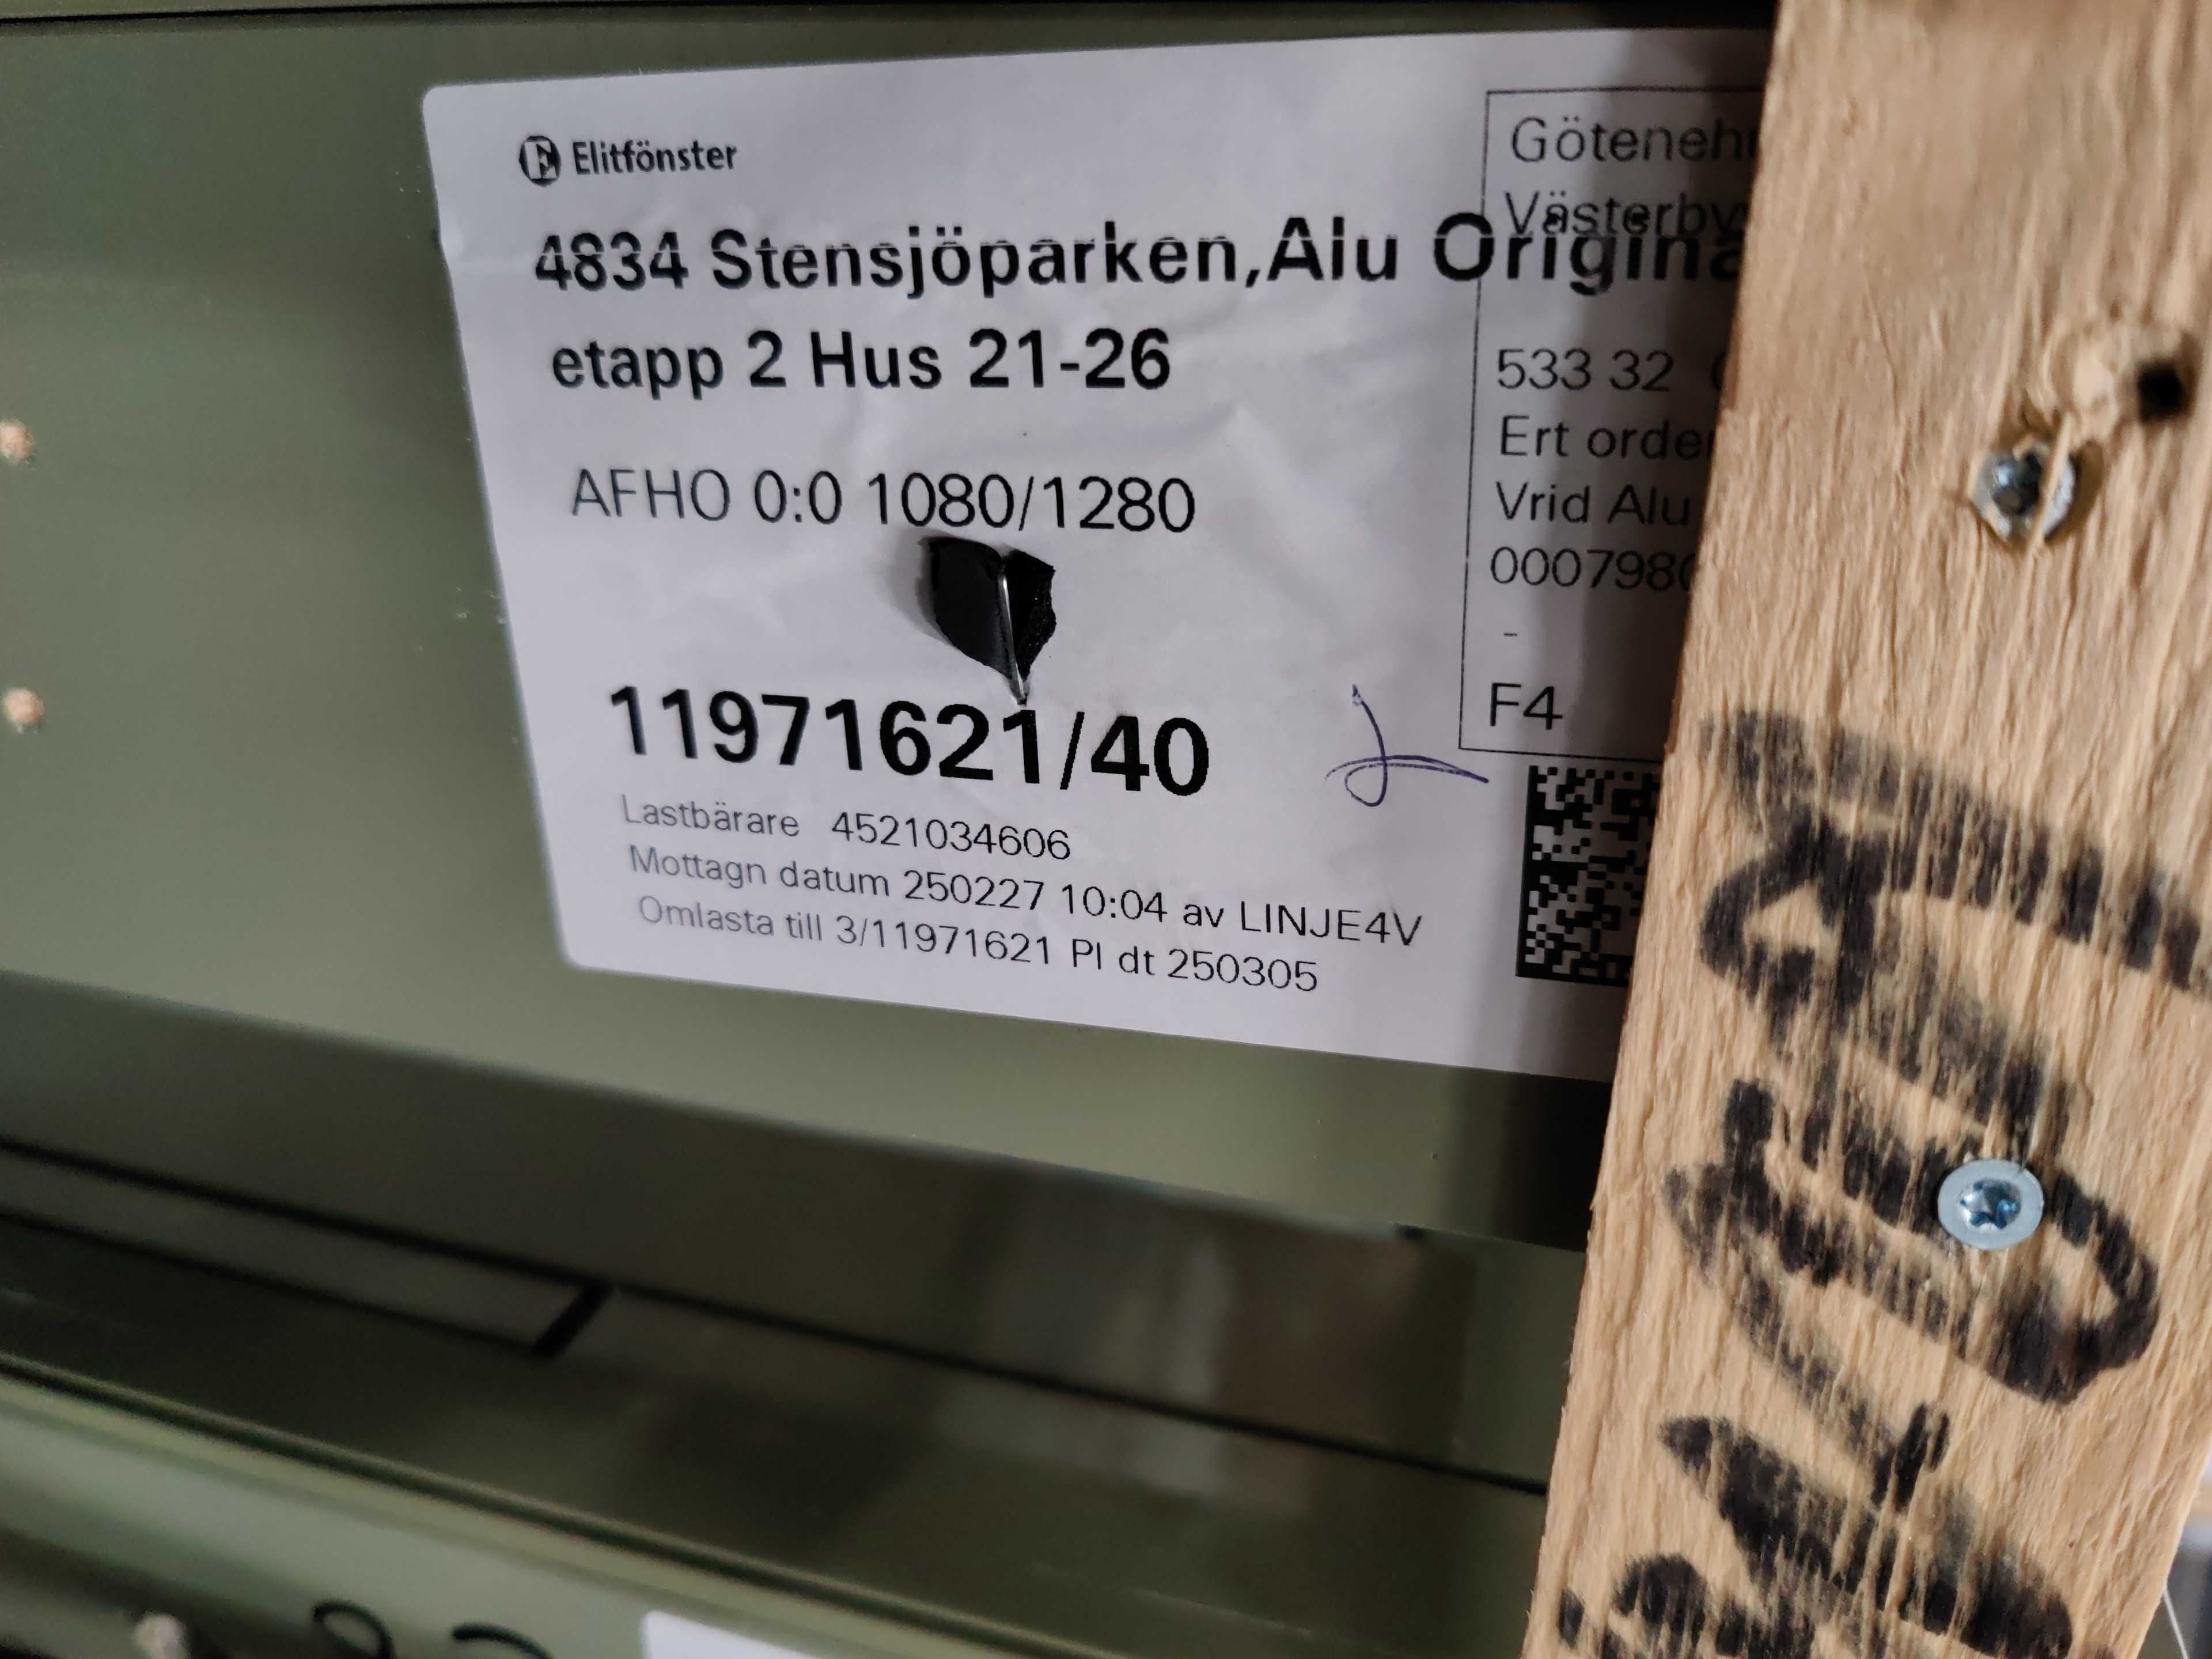 Elitfönster
4834 Stensjöparken,Alu Origina
etapp 2 Hus 21-26
AFHO 0:0 1080/1280
11971621/40
Lastbärare 4521034606
Mottagn datum 250227 10:04 av LINJE4V
Omlasta till 3/11971621 Pl dt 250305
Göteneh
Västerby
533 32
Ert orde
Vrid Alu
000798
-
F4